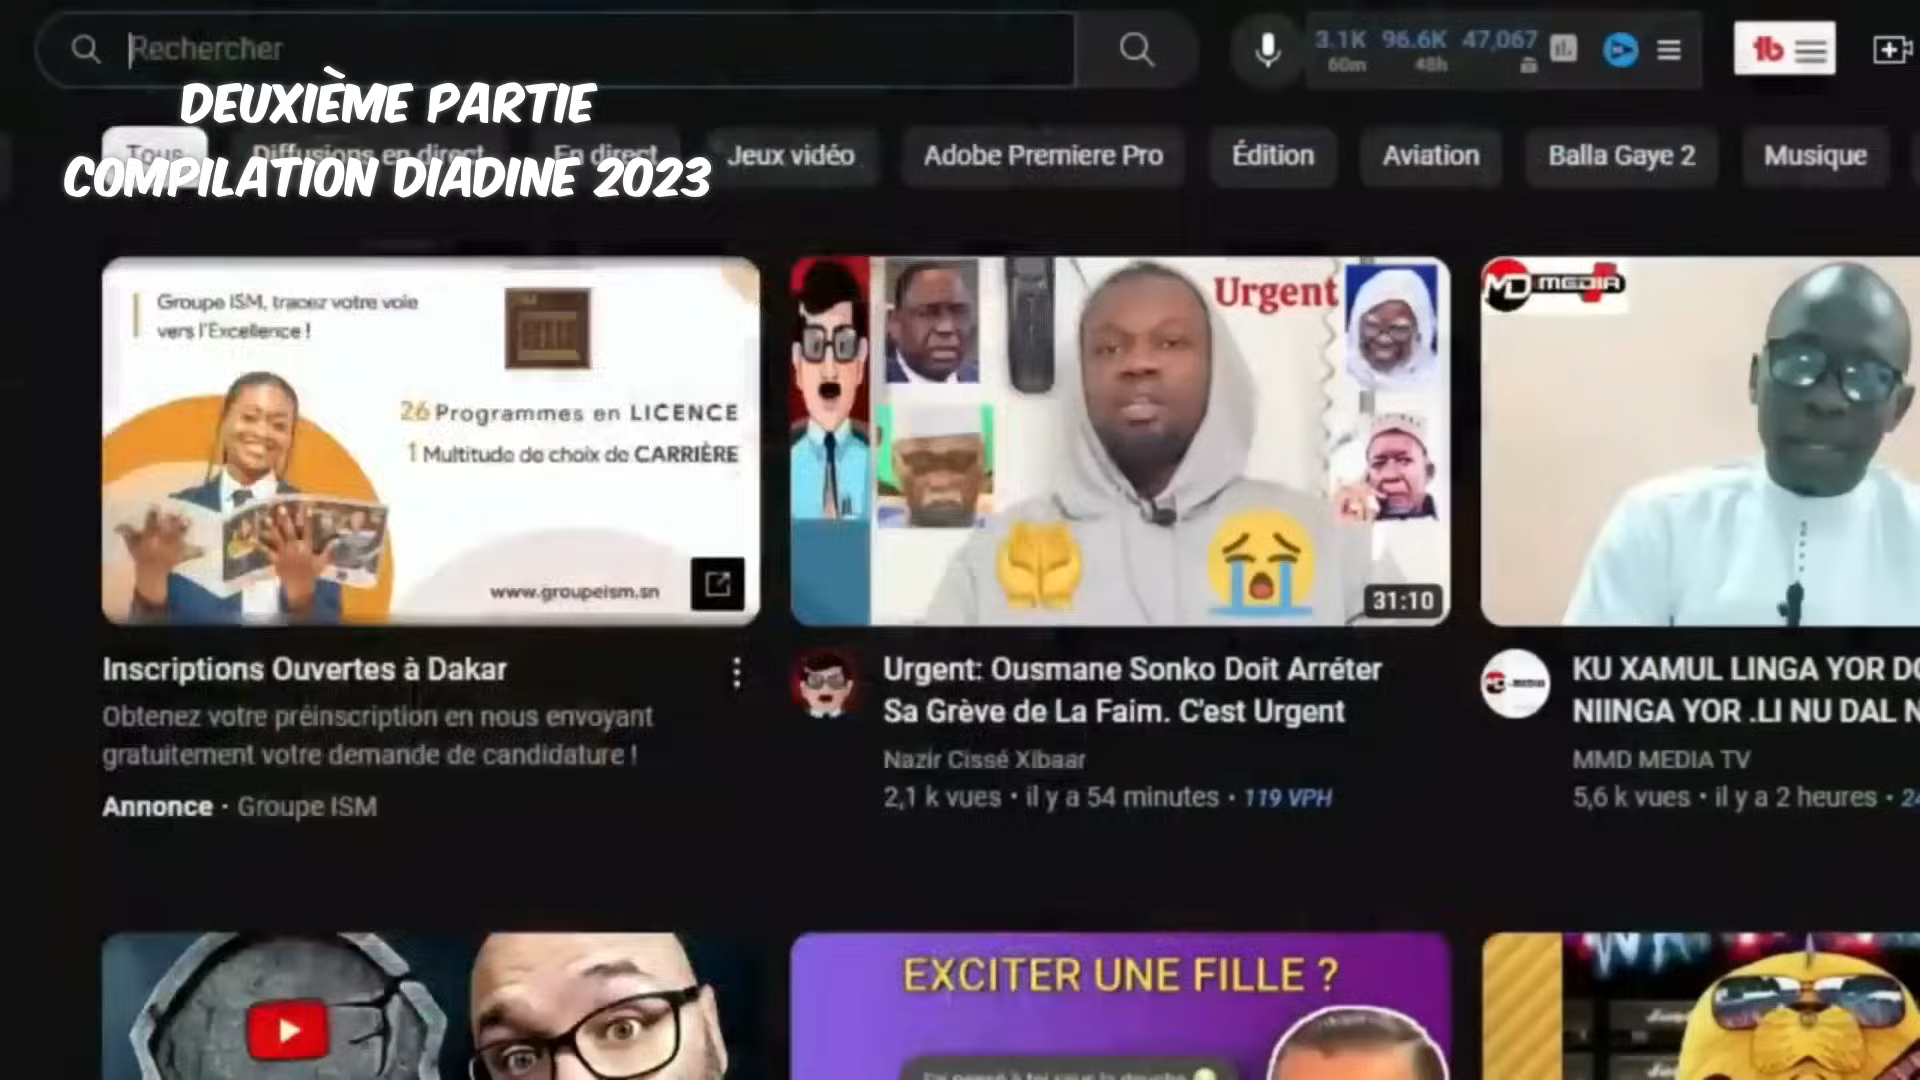 Rechercher
3.1K 96.6K 47,067
60m 48h
DEUXIÈME PARTIE
COMPILATION DIADINE 2023
Tous
Diffusions en direct
En direct
Jeux vidéo
Adobe Premiere Pro
Édition
Aviation
Balla Gaye 2
Musique
Groupe ISM, tracez votre voie
vers l'Excellence !
26 Programmes en LICENCE
1 Multitude de choix de CARRIÈRE
www.groupeism.sn
Inscriptions Ouvertes à Dakar
Obtenez votre préinscription en nous envoyant
gratuitement votre demande de candidature !
Annonce · Groupe ISM
Urgent
31:10
Urgent: Ousmane Sonko Doit Arréter
Sa Grève de La Faim. C'est Urgent
Nazir Cissé Xibaar
2,1 k vues • il y a 54 minutes • 119 VPH
MD MEDIA
KU XAMUL LINGA YOR DO
NIINGA YOR .LI NU DAL N
MMD MEDIA TV
5,6 k vues • il y a 2 heures • 24
EXCITER UNE FILLE ?